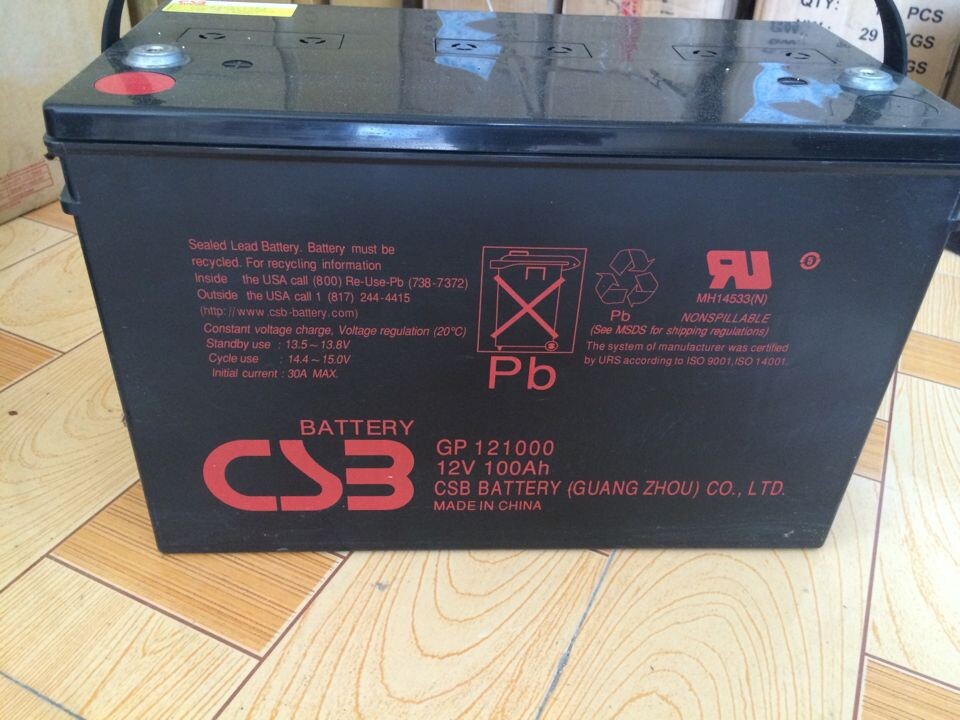 CSB
QTY:
PCS
29
KGS
Sealed Lead Battery. Battery must be
recycled. For recycling information
Inside the USA call (800) Re-Use-Pb (738-7372)
Outside the USA call 1 (817) 244-4415
(http://www.csb-battery.com)
Constant voltage charge, Voltage regulation (20°C)
Standby use : 13.5~13.8V
Cycle use : 14.4~15.0V
Initial current : 30A MAX.
Pb
Pb
MH14533(N)
NONSPILLABLE
(See MSDS for shipping regulations)
The system of manufacturer was certified
by URS according to ISO 9001,ISO 14001.
BATTERY
CSB
GP 121000
12V 100Ah
CSB BATTERY (GUANG ZHOU) CO., LTD.
MADE IN CHINA